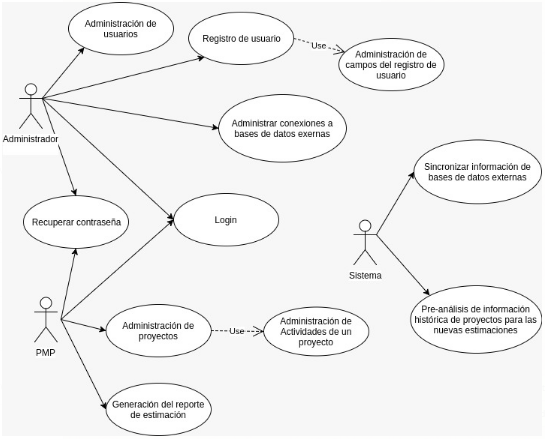 Administración de
usuarios
Registro de usuario
Use
Administración de
campos del registro de
usuario
Administrador
Administrar conexiones a
bases de datos exernas
Sincronizar información de
bases de datos externas
Recuperar contraseña
Login
Sistema
Pre-análisis de información
histórica de proyectos para las
nuevas estimaciones
PMP
Administración de
proyectos
Use
Administración de
Actividades de un
proyecto
Generación del reporte
de estimación